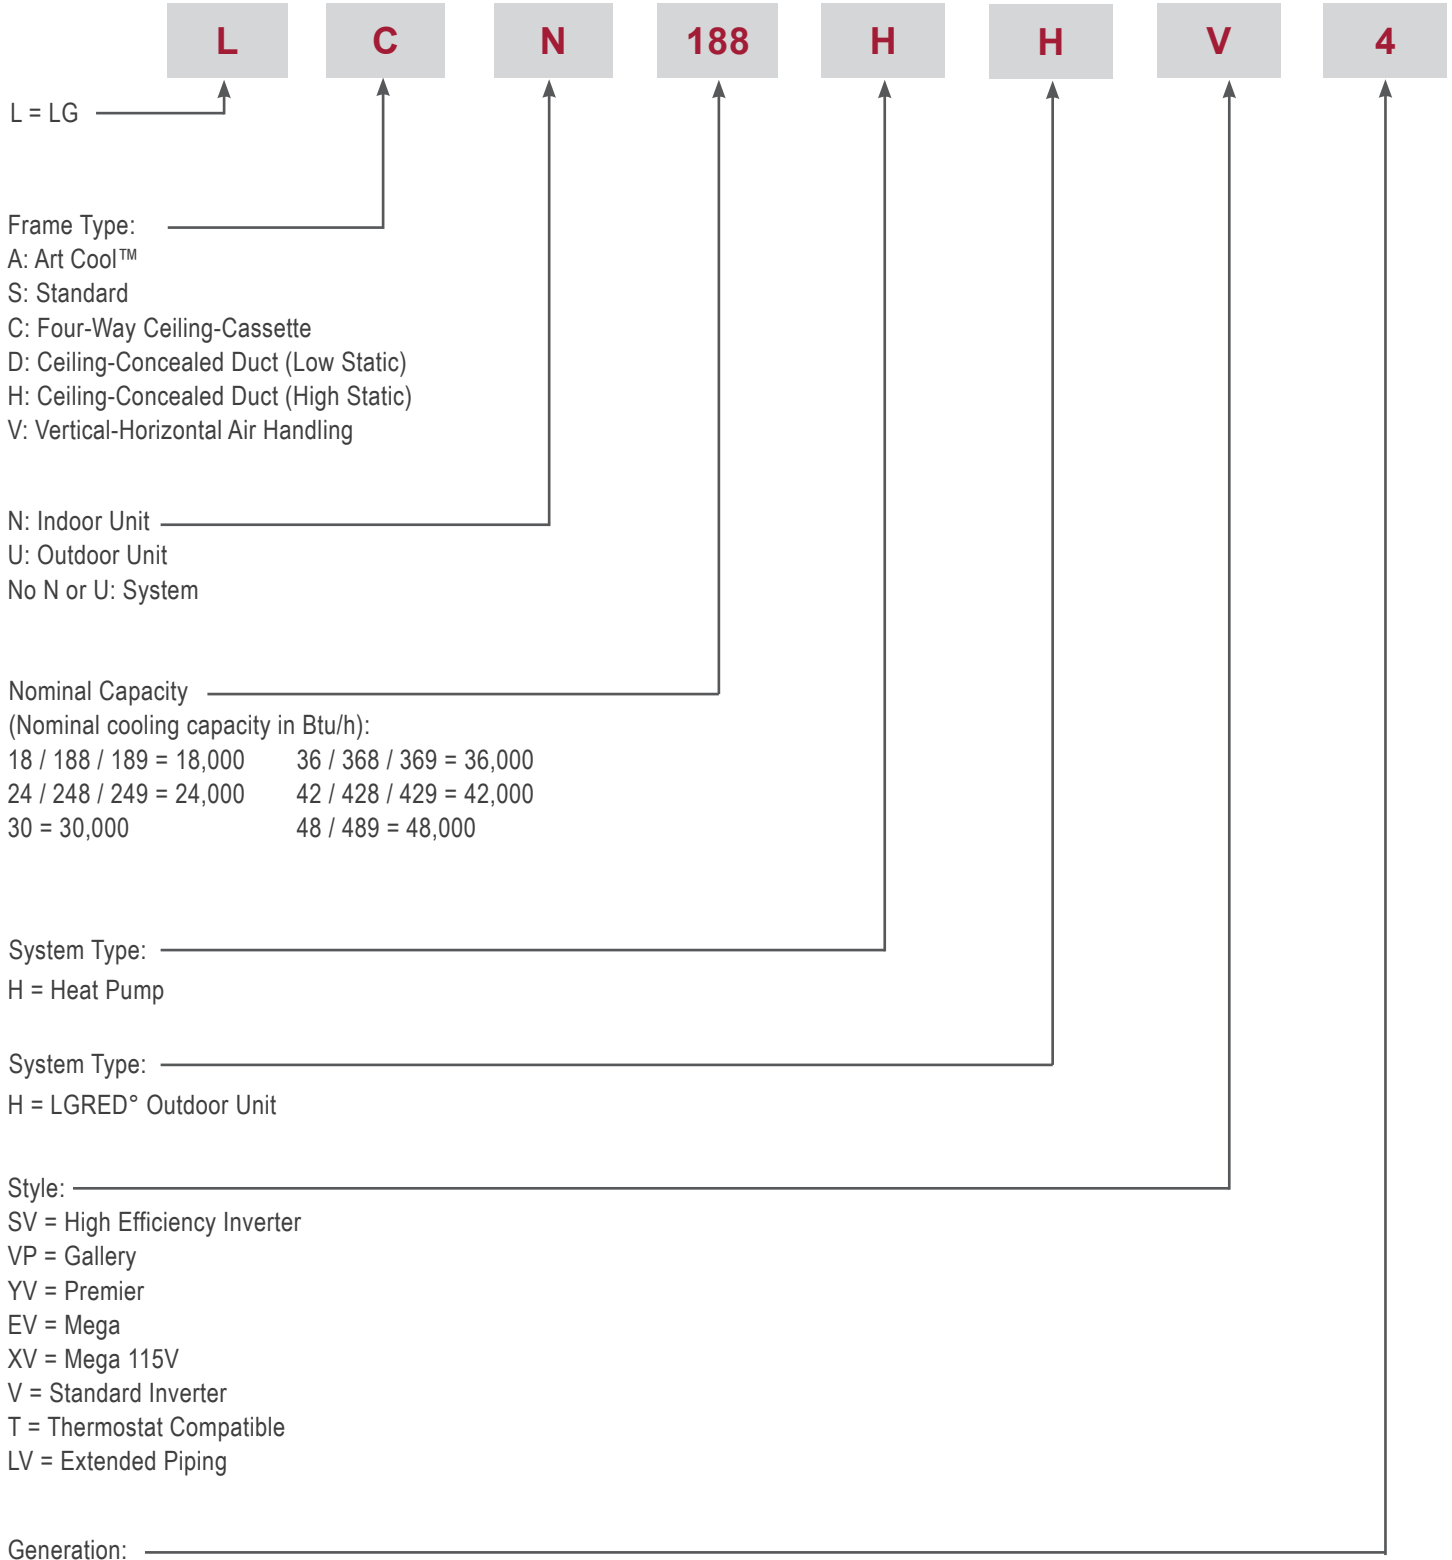 L C N 188 H H V 4
L = LG
Frame Type:
A: Art Cool™
S: Standard
C: Four-Way Ceiling-Cassette
D: Ceiling-Concealed Duct (Low Static)
H: Ceiling-Concealed Duct (High Static)
V: Vertical-Horizontal Air Handling
N: Indoor Unit
U: Outdoor Unit
No N or U: System
Nominal Capacity
(Nominal cooling capacity in Btu/h):
18 / 188 / 189 = 18,000 36 / 368 / 369 = 36,000
24 / 248 / 249 = 24,000 42 / 428 / 429 = 42,000
30 = 30,000 48 / 489 = 48,000
System Type:
H = Heat Pump
System Type:
H = LGRED° Outdoor Unit
Style:
SV = High Efficiency Inverter
VP = Gallery
YV = Premier
EV = Mega
XV = Mega 115V
V = Standard Inverter
T = Thermostat Compatible
LV = Extended Piping
Generation: